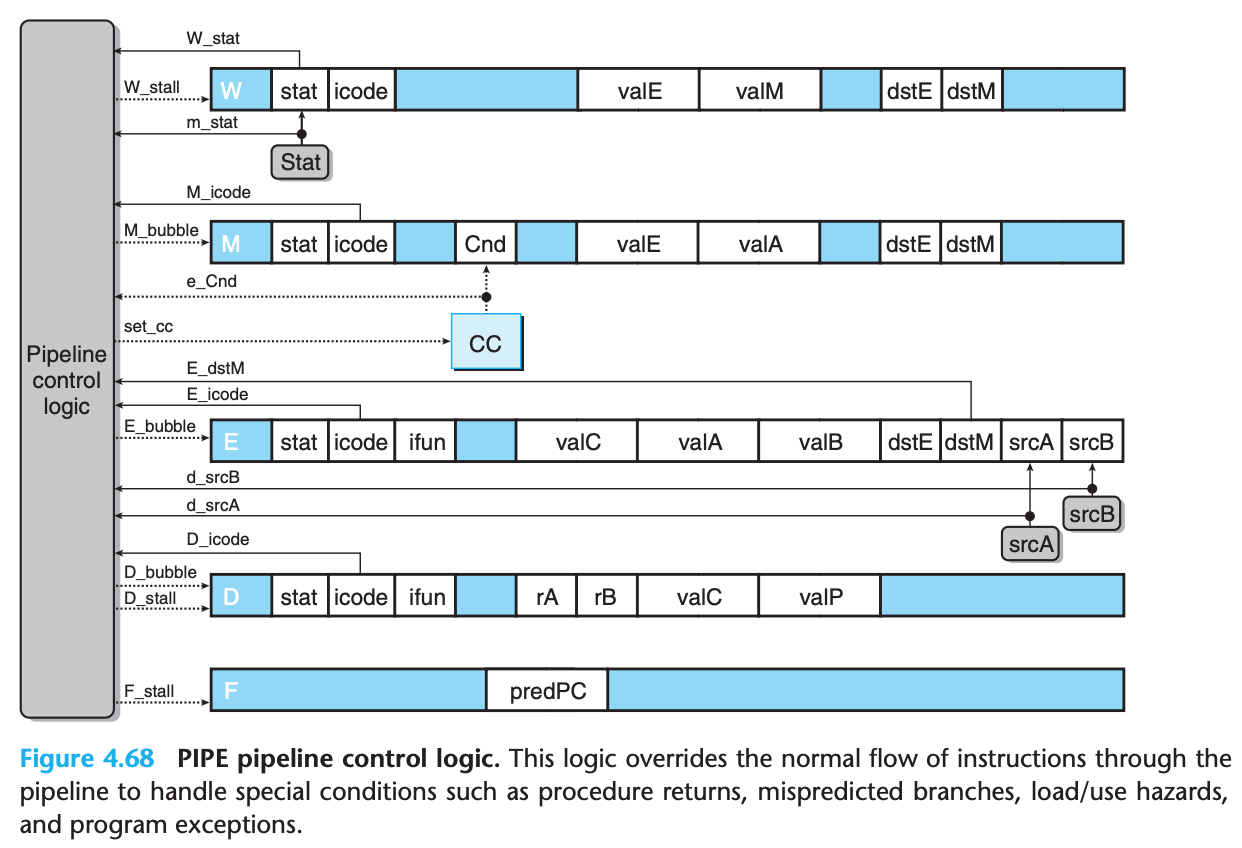 W_stat
W_stall W stat icode valE valM dstE dstM
m_stat
Stat
M_icode
M_bubble M stat icode Cnd valE valA dstE dstM
e_Cnd
set_cc CC
Pipeline
control
logic
E_dstM
E_icode
E_bubble E stat icode ifun valC valA valB dstE dstM srcA srcB
d_srcB
d_srcA
srcB
srcA
D_icode
D_bubble
D_stall D stat icode ifun rA rB valC valP
F_stall F predPC
Figure 4.68 PIPE pipeline control logic. This logic overrides the normal flow of instructions through the
pipeline to handle special conditions such as procedure returns, mispredicted branches, load/use hazards,
and program exceptions.